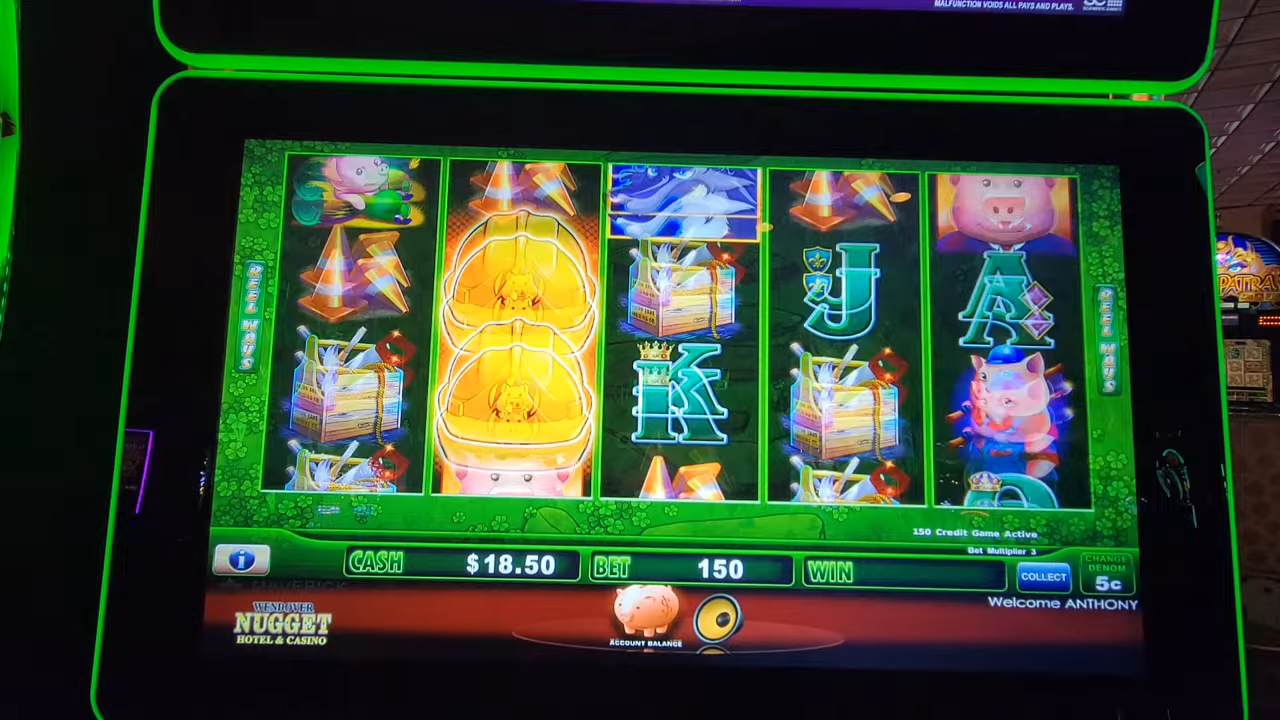 MALFUNCTION VOIDS ALL PAYS AND PLAYS.
REEL WAYS
REEL WAYS
J
A
K
150 Credit Game Active
Bet Multiplier 3
CASH
$18.50
BET
150
WIN
COLLECT
CHANGE
DENOM
5¢
i
Welcome ANTHONY
WENDOVER
NUGGET
HOTEL & CASINO
ACCOUNT BALANCE